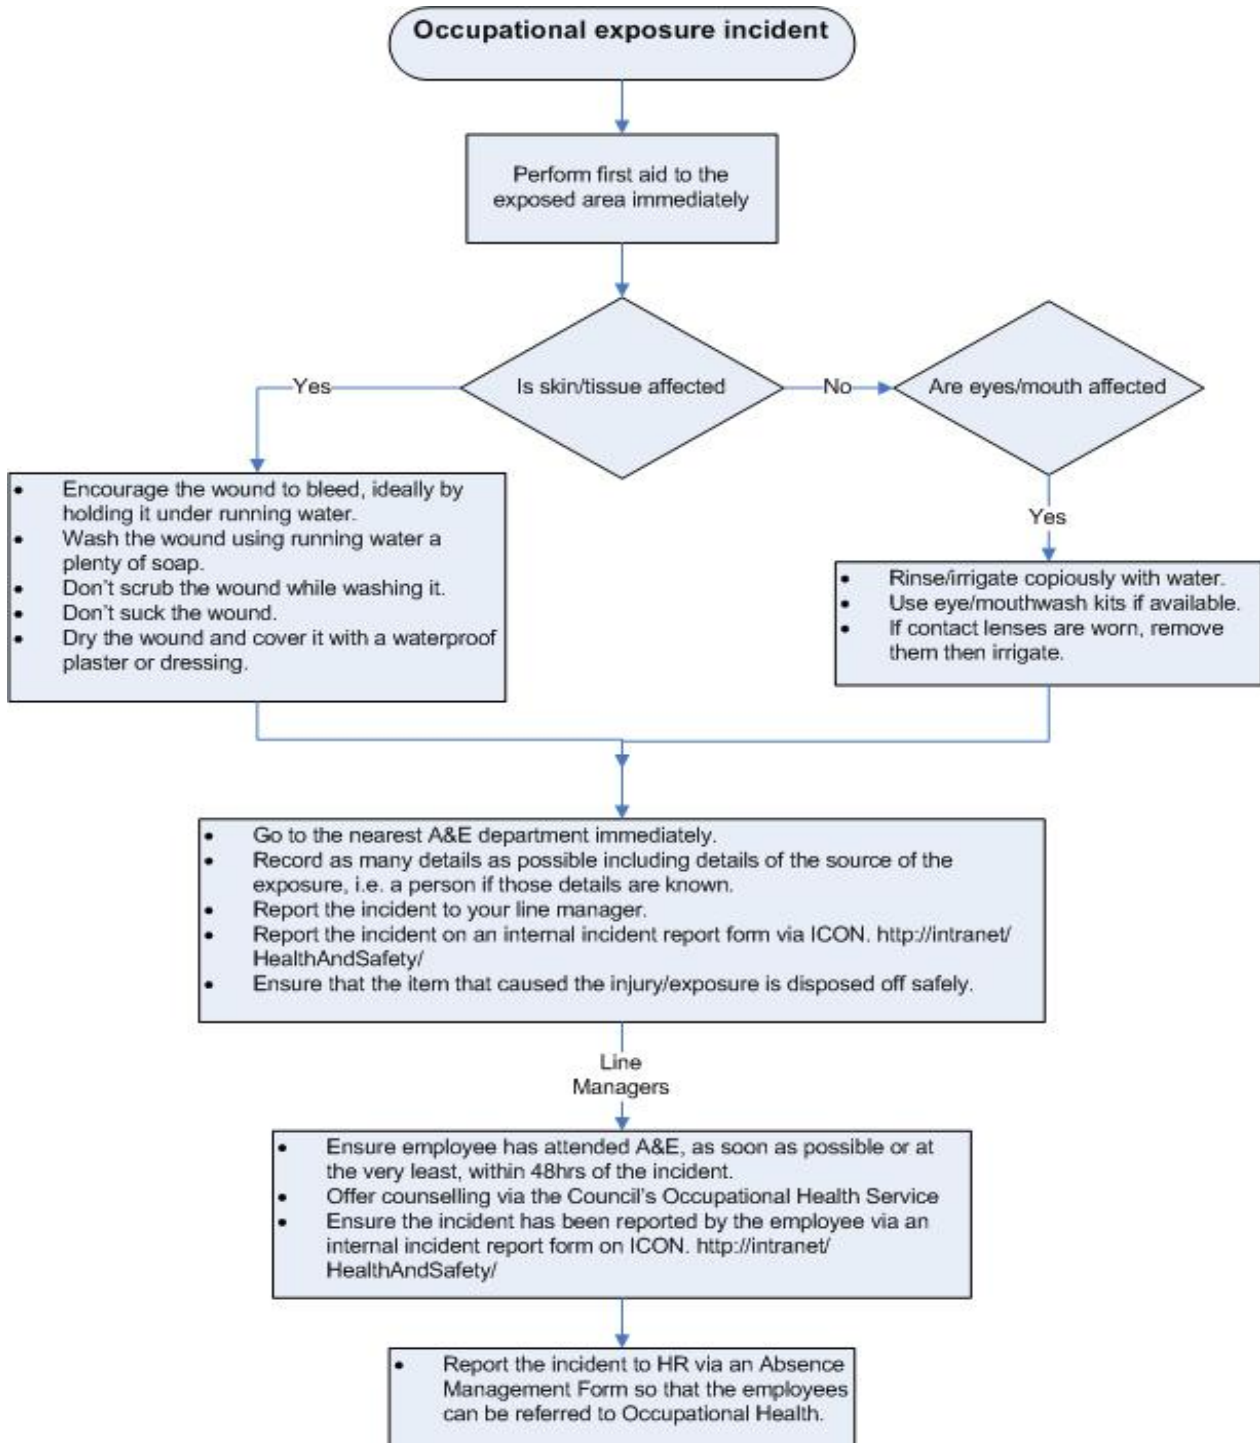 Occupational exposure incident
Perform first aid to the
exposed area immediately
Is skin/tissue affected
Yes
No
Are eyes/mouth affected
Yes
• Encourage the wound to bleed, ideally by
holding it under running water.
• Wash the wound using running water a
plenty of soap.
• Don't scrub the wound while washing it.
• Don't suck the wound.
• Dry the wound and cover it with a waterproof
plaster or dressing.
• Rinse/irrigate copiously with water.
• Use eye/mouthwash kits if available.
• If contact lenses are worn, remove
them then irrigate.
• Go to the nearest A&E department immediately.
• Record as many details as possible including details of the source of the
exposure, i.e. a person if those details are known.
• Report the incident to your line manager.
• Report the incident on an internal incident report form via ICON. http://intranet/
HealthAndSafety/
• Ensure that the item that caused the injury/exposure is disposed off safely.
Line
Managers
• Ensure employee has attended A&E, as soon as possible or at
the very least, within 48hrs of the incident.
• Offer counselling via the Council's Occupational Health Service
• Ensure the incident has been reported by the employee via an
internal incident report form on ICON. http://intranet/
HealthAndSafety/
• Report the incident to HR via an Absence
Management Form so that the employees
can be referred to Occupational Health.